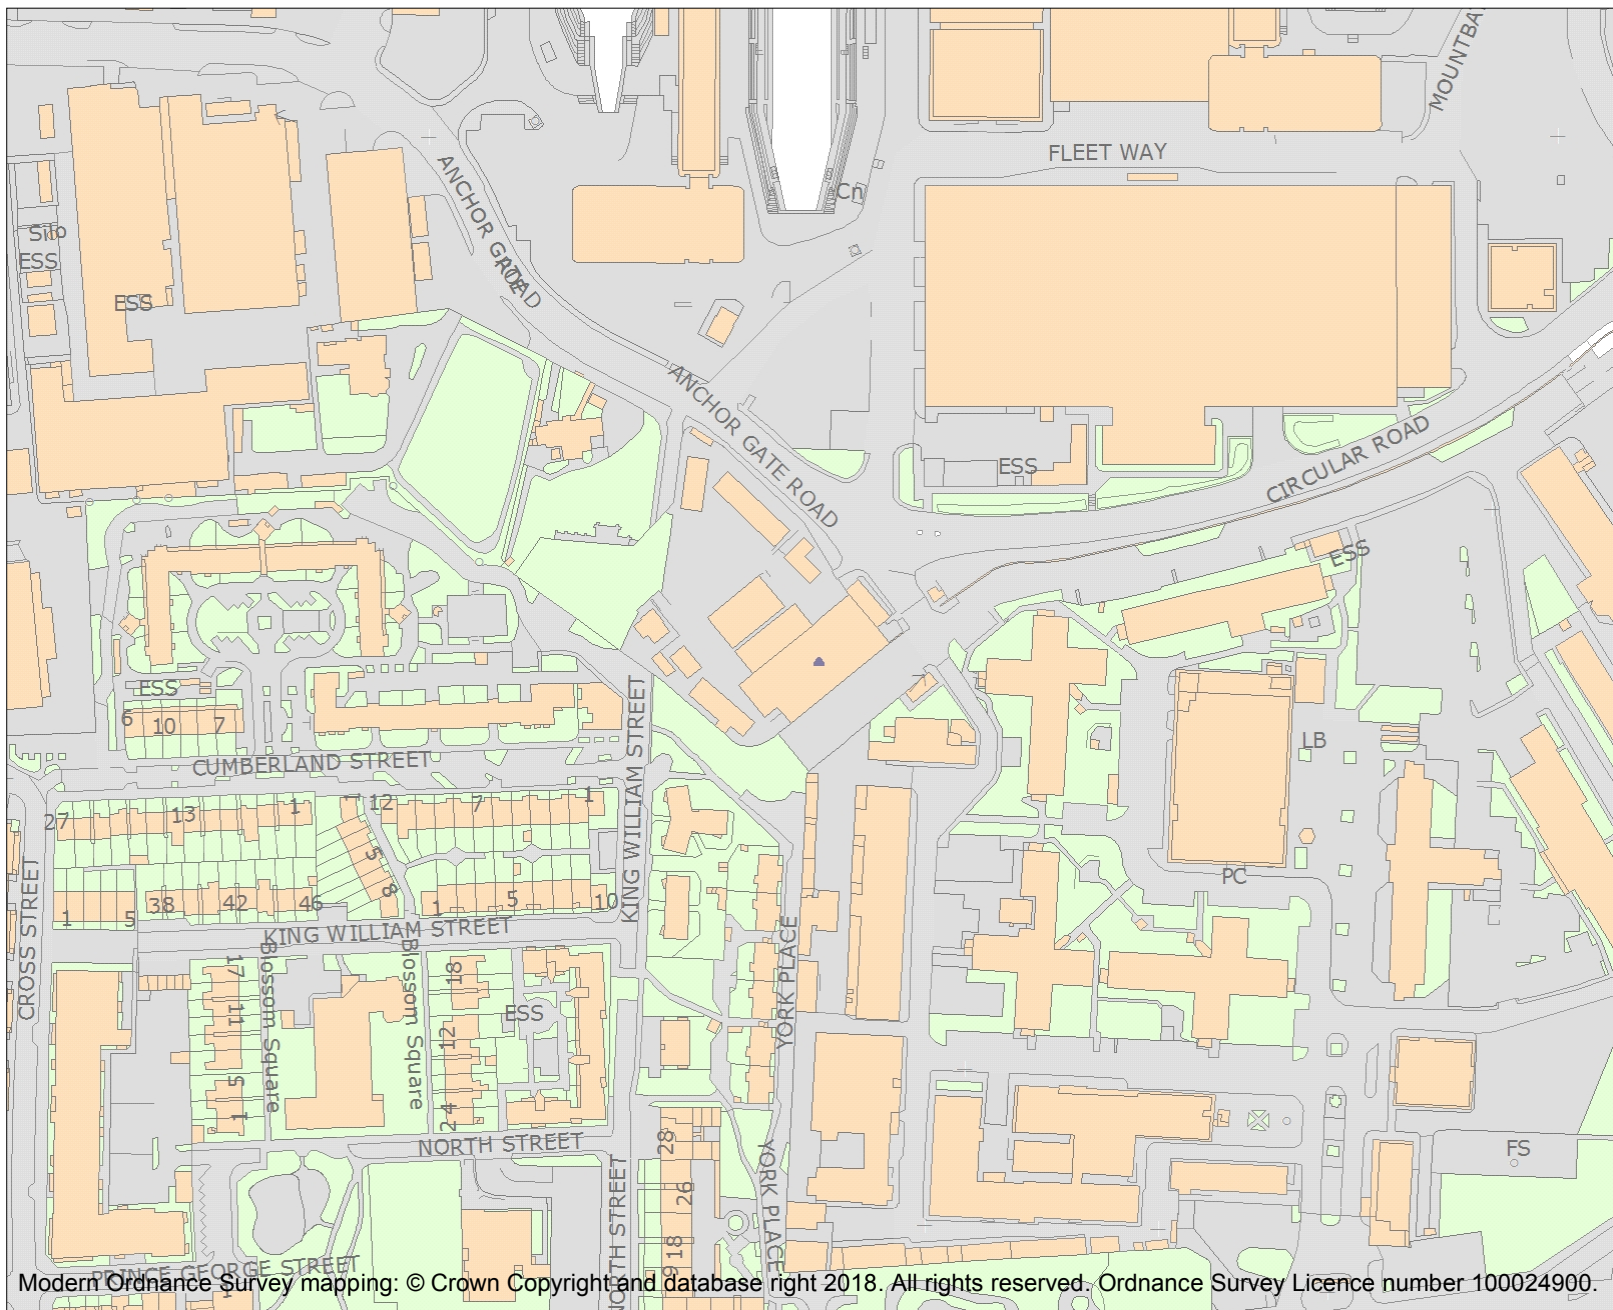 MOUNTBA
FLEET WAY
ANCHOR GATE
ROAD
Cn
Silo
ESS
ESS
ANCHOR GATE ROAD
ESS
CIRCULAR ROAD
ESS
ESS
6
10
7
KING WILLIAM STREET
LB
CUMBERLAND STREET
27
13
1
12
7
1
5
8
PC
CROSS STREET
1
5
38
42
46
1
5
10
KING WILLIAM STREET
YORK PLACE
17
11
5
1
Blossom Square
Blossom Square
18
12
24
ESS
NORTH STREET
28
26
18
9
YORK PLACE
FS
NORTH STREET
PRINCE GEORGE STREET
1
Modern Ordnance Survey mapping: © Crown Copyright and database right 2018. All rights reserved. Ordnance Survey Licence number 100024900.